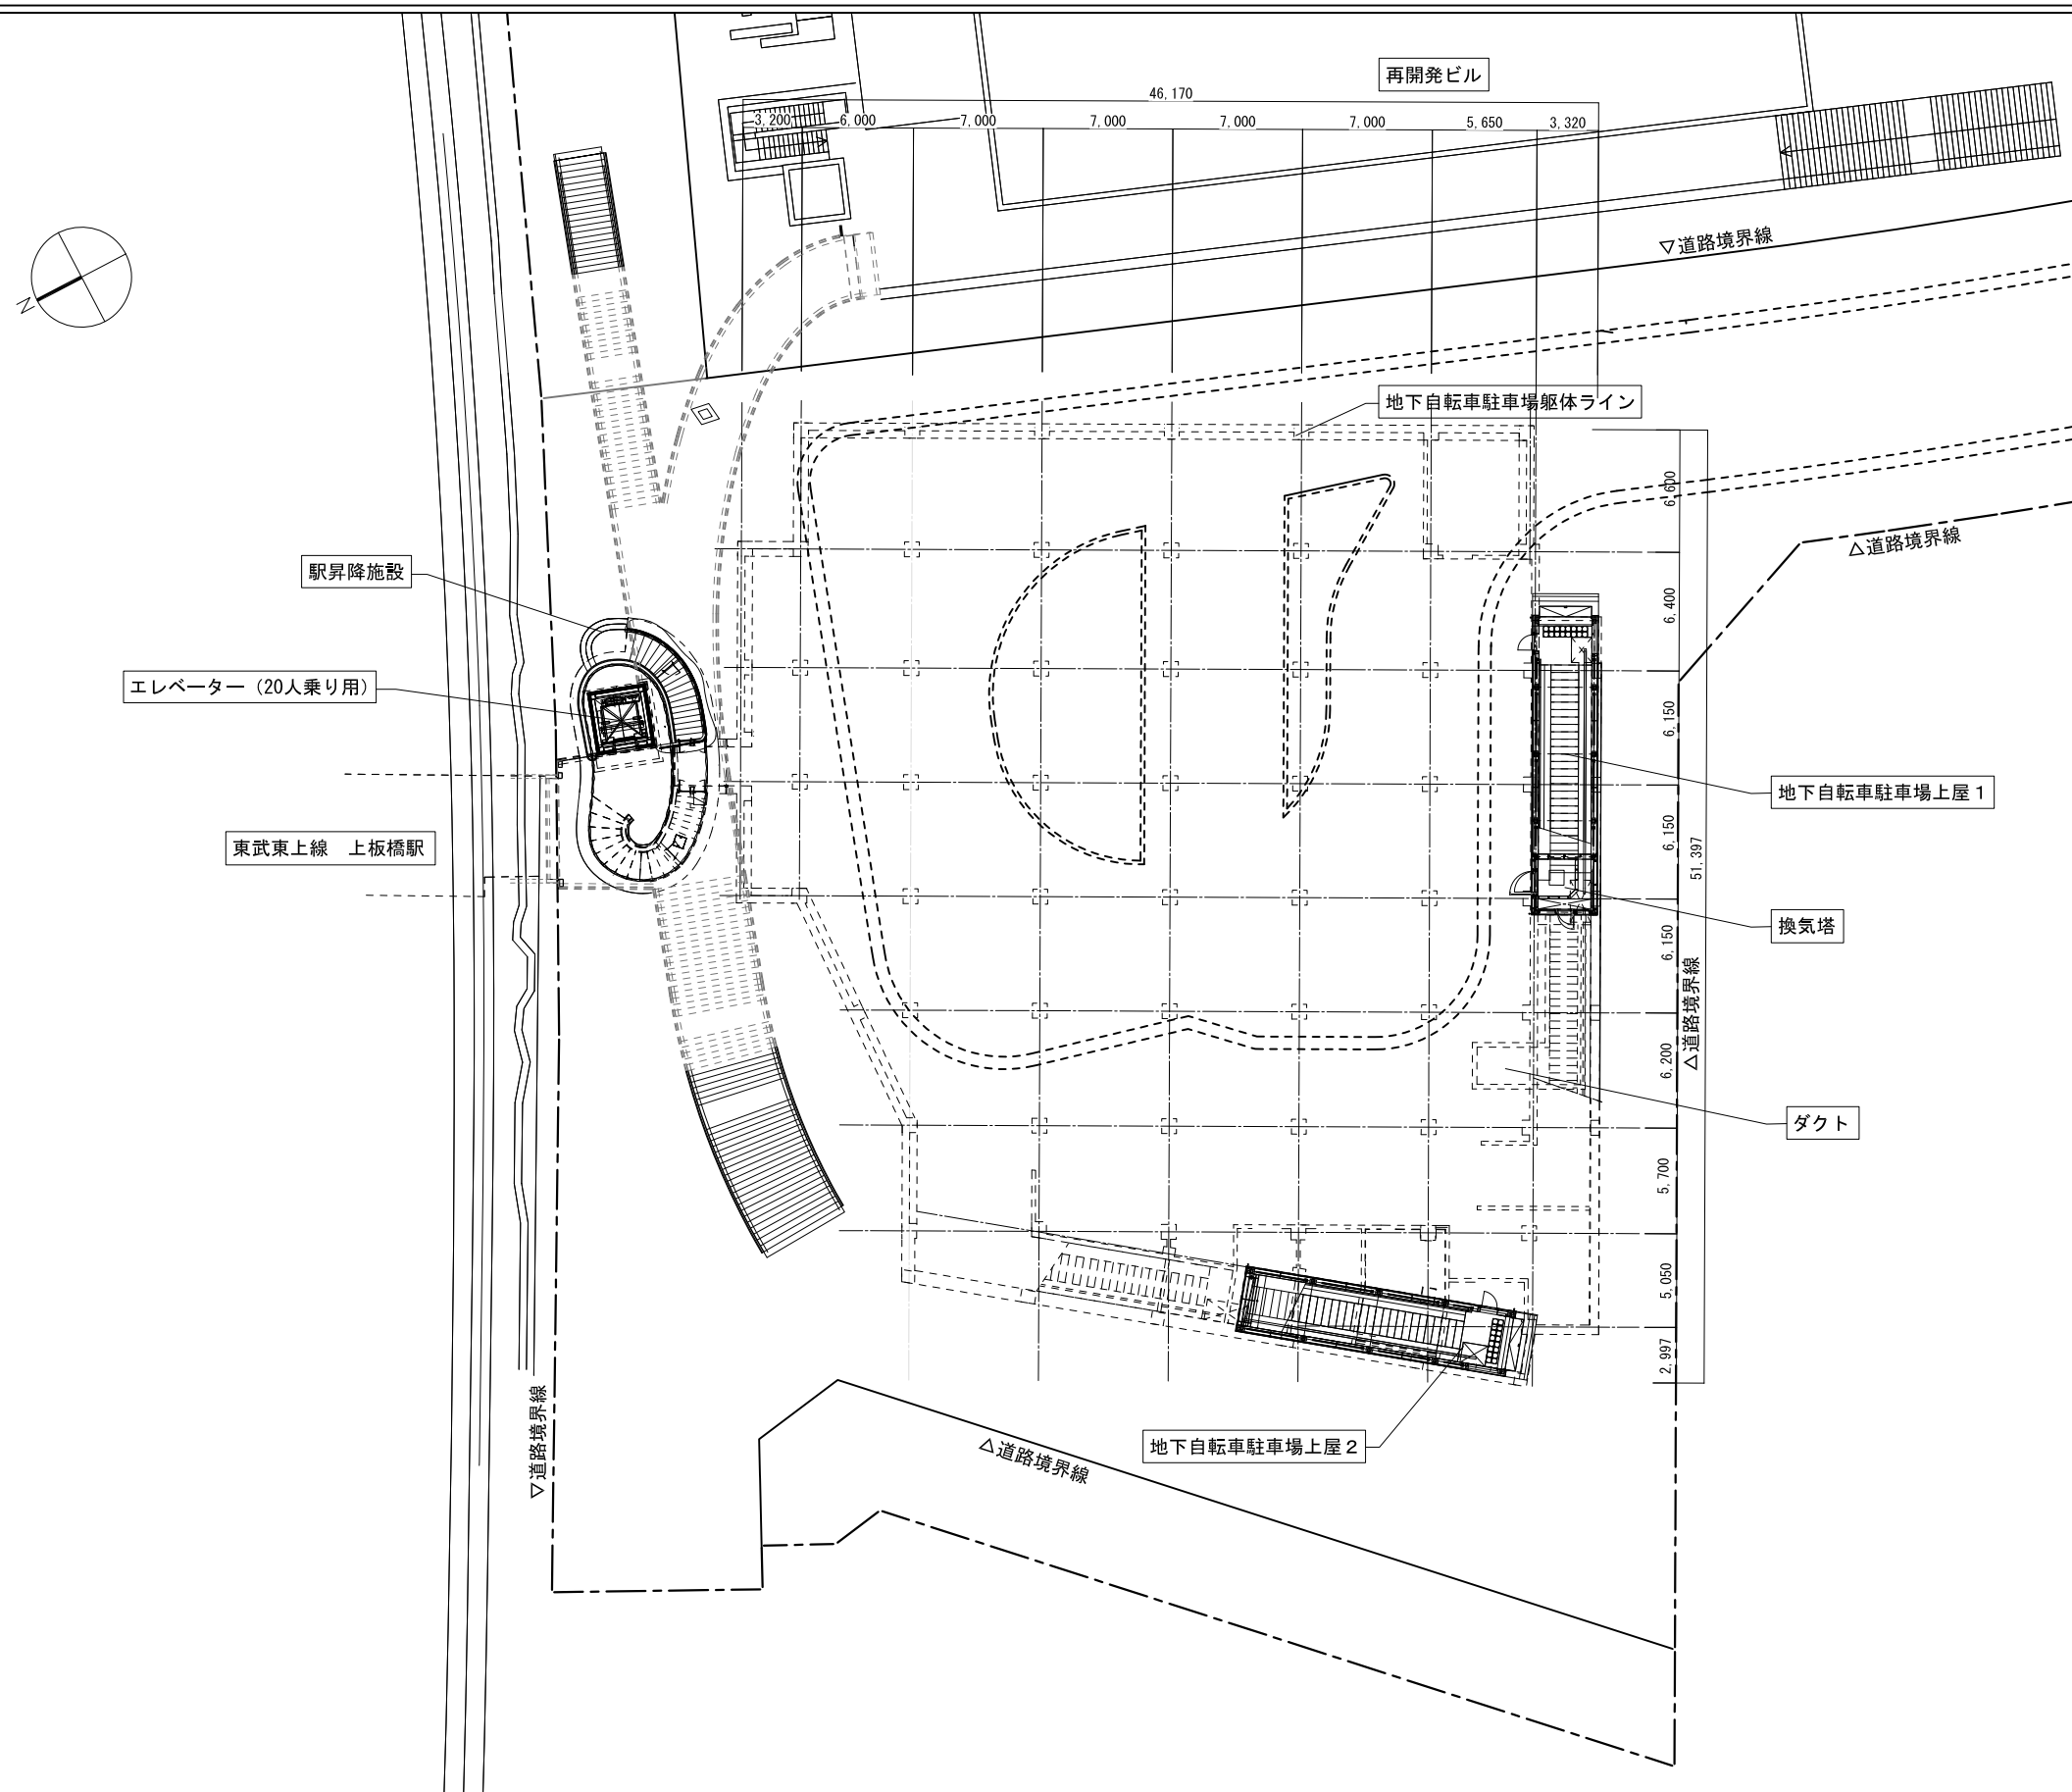 再開発ビル
46,170
3,200 6,000 7,000 7,000 7,000 7,000 5,650 3,320
▽道路境界線
N
地下自転車駐車場躯体ライン
6,600
△道路境界線
駅昇降施設
6,400
エレベーター（20人乗り用）
6,150
地下自転車駐車場上屋１
6,150
51,397
東武東上線　上板橋駅
換気塔
6,150
△道路境界線
6,200
ダクト
5,700
5,050
2,997
▽道路境界線
△道路境界線
地下自転車駐車場上屋２